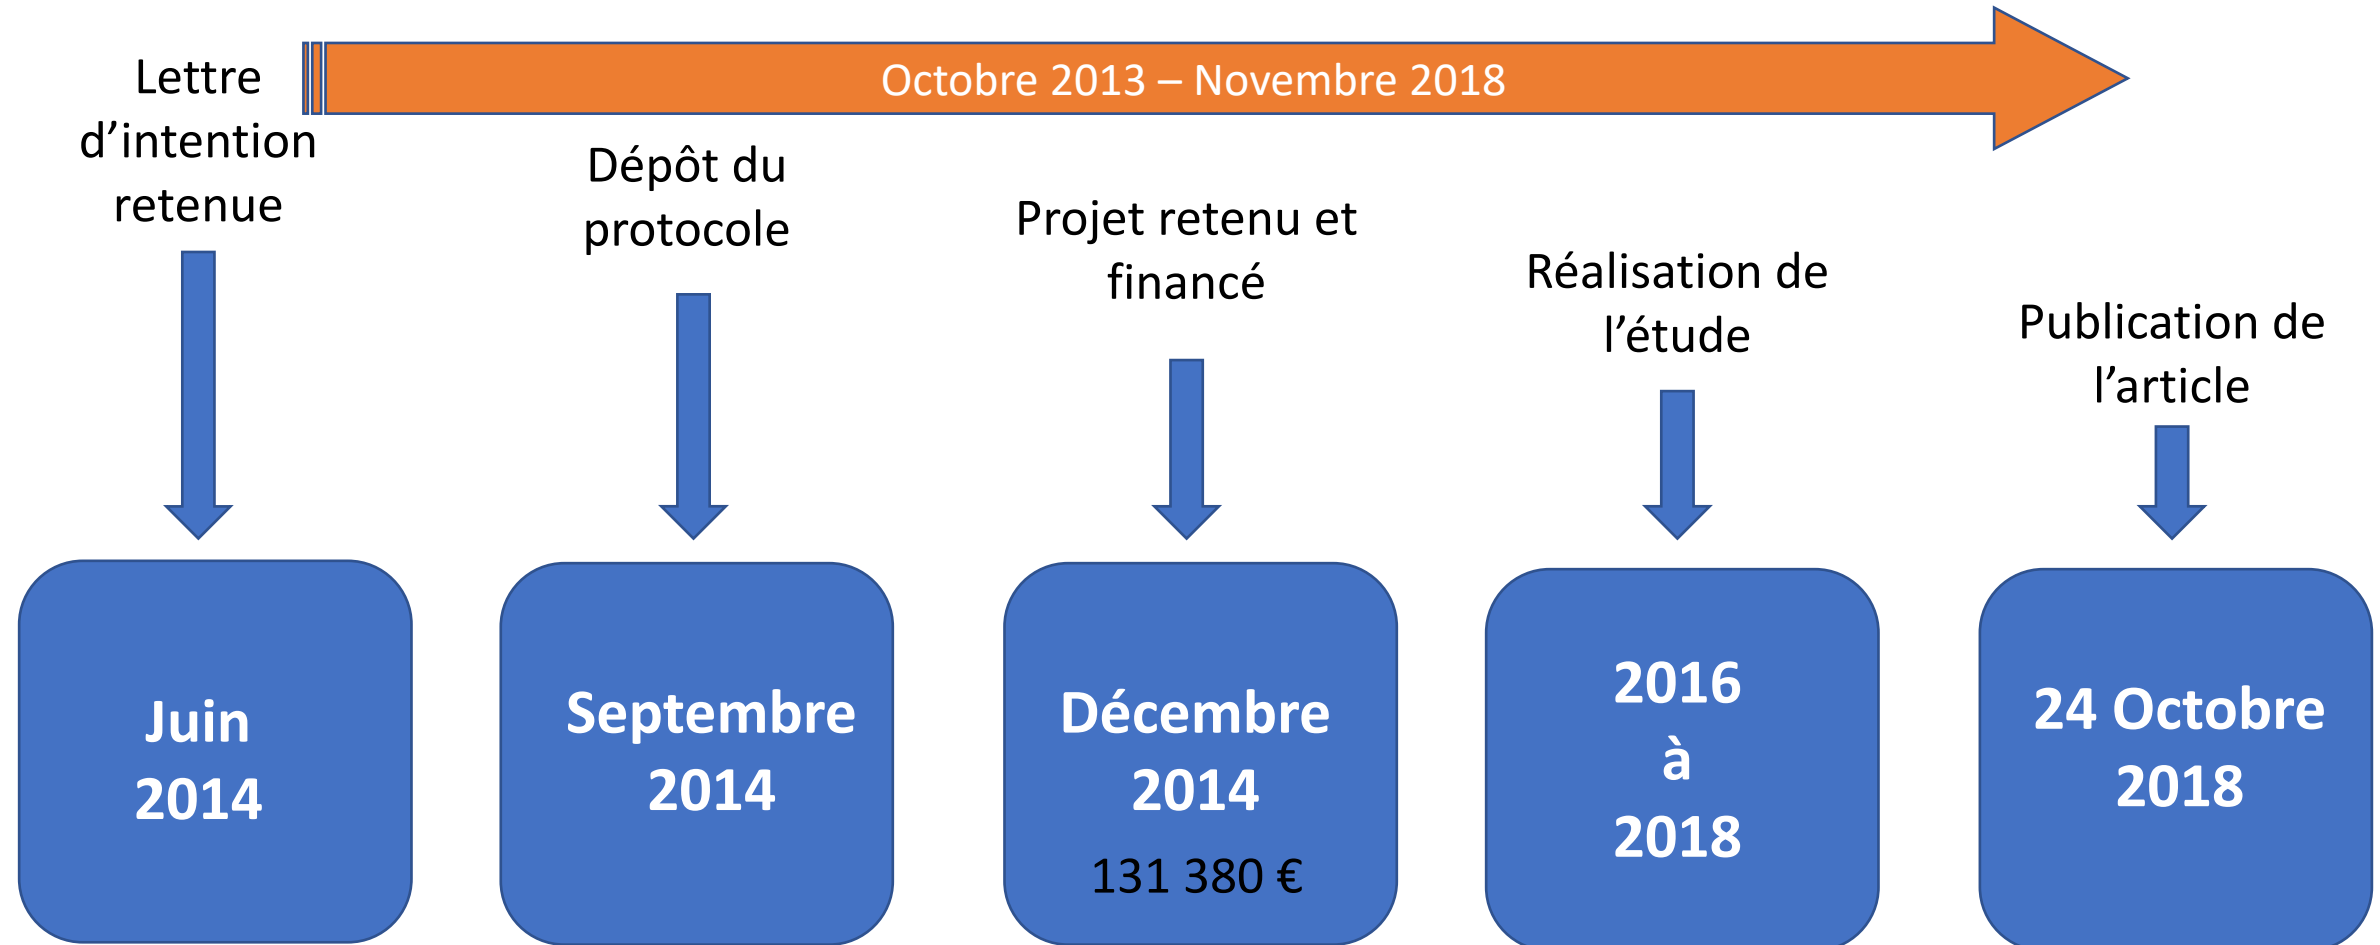 Octobre 2013 – Novembre 2018
Lettre
d’intention
retenue
Dépôt du
protocole
Projet retenu et
financé
Réalisation de
l’étude
Publication de
l’article
Juin
2014
Septembre
2014
Décembre
2014
131 380 €
2016
à
2018
24 Octobre
2018